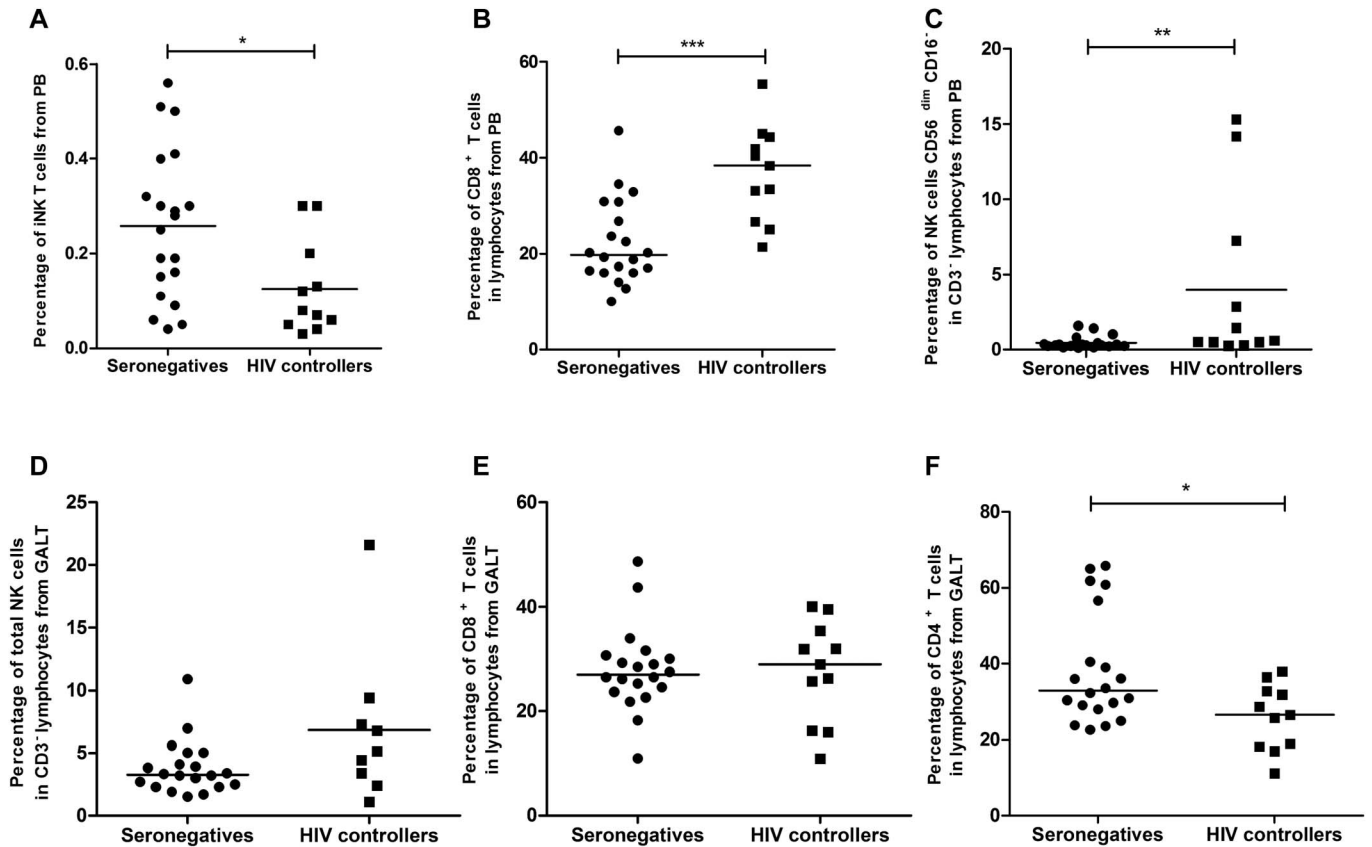 A
Percentage of iNK T cells from PB
*
0.6
0.4
0.2
0.0
Seronegatives
HIV controllers
B
Percentage of CD8 + T cells
in lymphocytes from PB
***
60
40
20
0
Seronegatives
HIV controllers
C
Percentage of NK cells CD56 dim CD16-
in CD3- lymphocytes from PB
**
20
15
10
5
0
Seronegatives
HIV controllers
D
Percentage of total NK cells
in CD3- lymphocytes from GALT
25
20
15
10
5
0
Seronegatives
HIV controllers
E
Percentage of CD8 + T cells
in lymphocytes from GALT
60
40
20
0
Seronegatives
HIV controllers
F
Percentage of CD4 + T cells
in lymphocytes from GALT
*
80
60
40
20
0
Seronegatives
HIV controllers